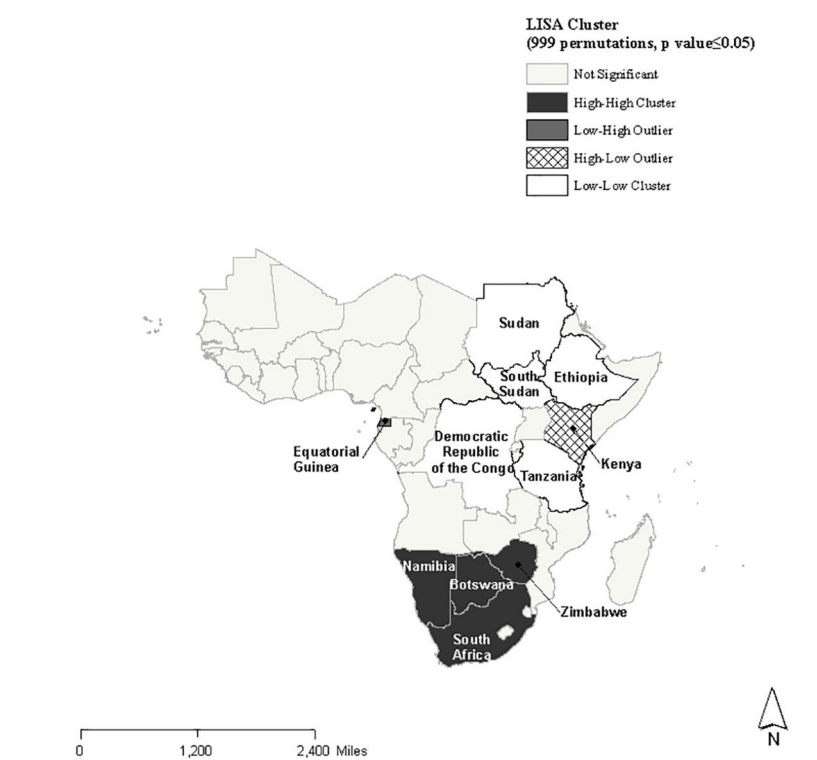 LISA Cluster
(999 permutations, p value≤0.05)
Not Significant
High-High Cluster
Low-High Outlier
High-Low Outlier
Low-Low Cluster
Sudan
South
Sudan
Ethiopia
Democratic
Republic
of the Congo
Equatorial
Guinea
Kenya
Tanzania
Namibia
Botswana
Zimbabwe
South
Africa
0
1,200
2,400 Miles
N